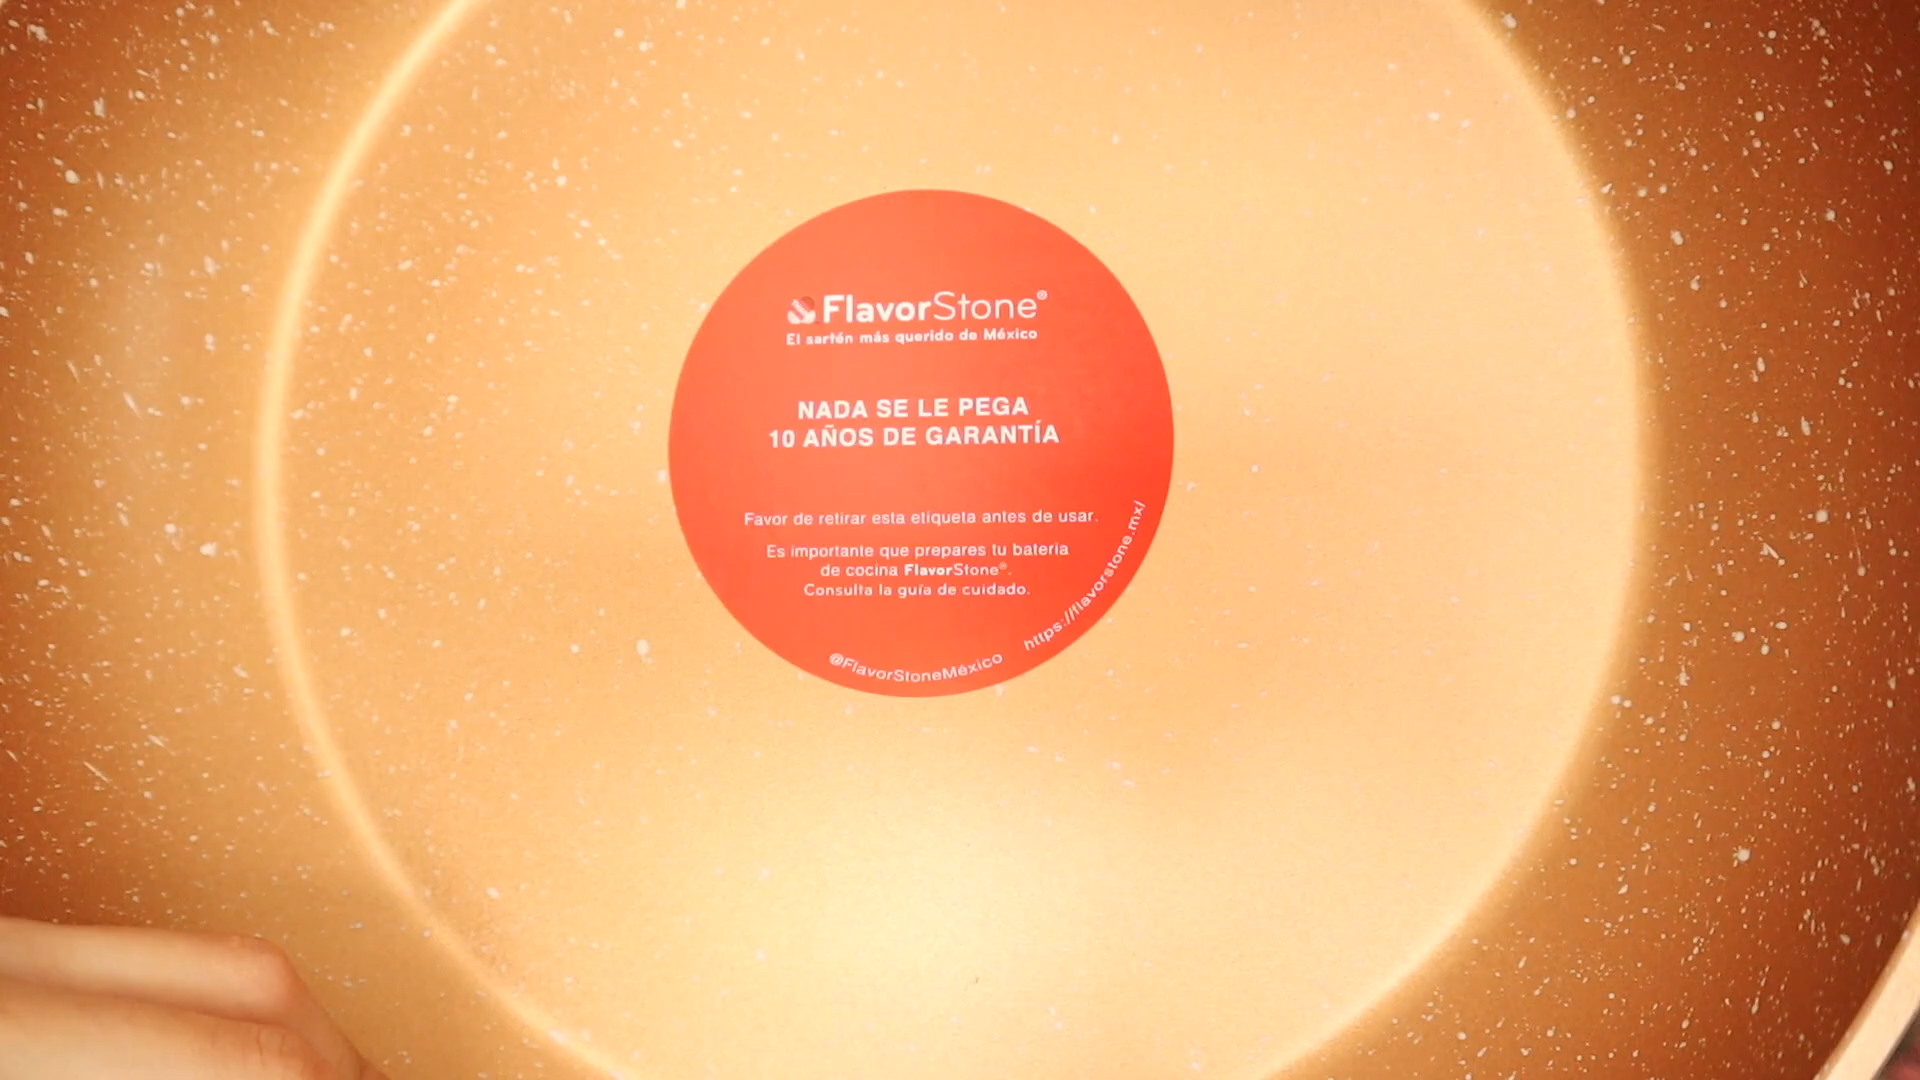 FlavorStone®
El sartén más querido de México
NADA SE LE PEGA
10 AÑOS DE GARANTÍA
Favor de retirar esta etiqueta antes de usar.
Es importante que prepares tu batería
de cocina FlavorStone®.
Consulta la guía de cuidado.
@FlavorStoneMéxico
https://flavorstone.mx/